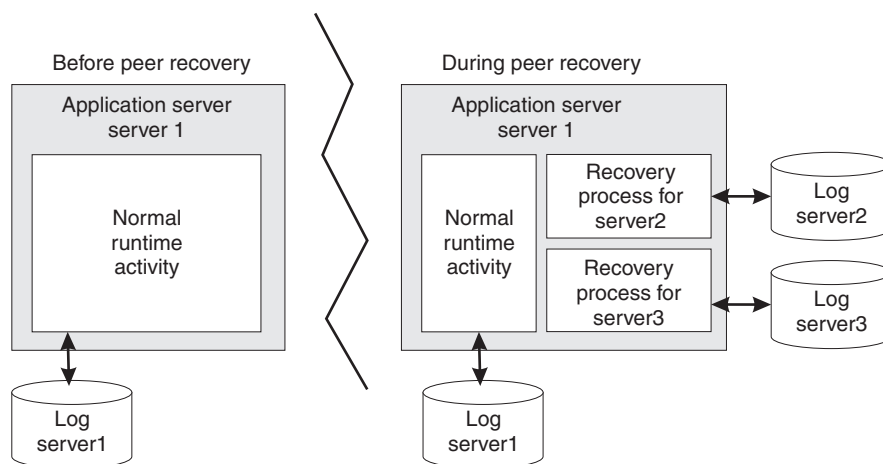 Before peer recovery
Application server
server 1
Normal
runtime
activity
Log
server1
During peer recovery
Application server
server 1
Normal
runtime
activity
Recovery
process for
server2
Recovery
process for
server3
Log
server2
Log
server3
Log
server1